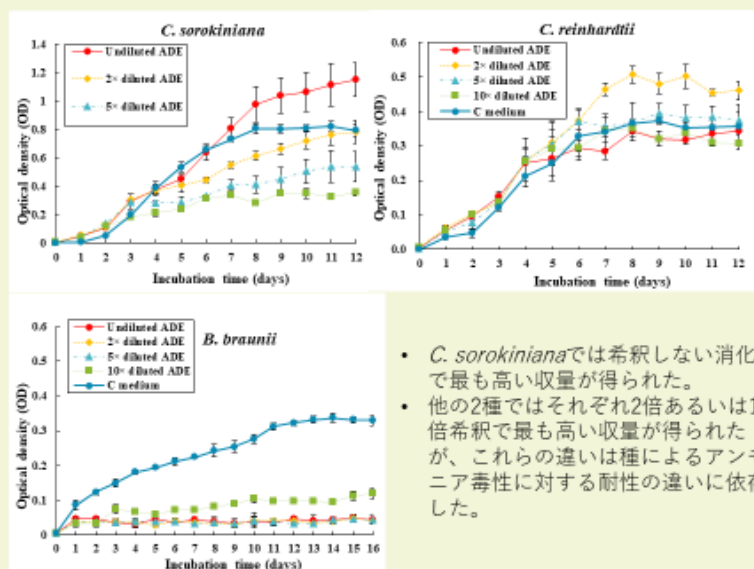 C. sorokiniana
Undiluted ADE
2× diluted ADE
5× diluted ADE
C medium
Optical density (OD)
1.4
1.2
1
0.8
0.6
0.4
0.2
0
0 1 2 3 4 5 6 7 8 9 10 11 12
Incubation time (days)
C. reinhardtii
Undiluted ADE
2× diluted ADE
5× diluted ADE
10× diluted ADE
C medium
Optical density (OD)
0.6
0.5
0.4
0.3
0.2
0.1
0.0
0 1 2 3 4 5 6 7 8 9 10 11 12
Incubation time (days)
B. braunii
Undiluted ADE
2× diluted ADE
5× diluted ADE
10× diluted ADE
C medium
Optical density (OD)
0.6
0.5
0.4
0.3
0.2
0.1
0
0 1 2 3 4 5 6 7 8 9 10 11 12 13 14 15 16
Incubation time (days)
• C. sorokinianaでは希釈しない消化
で最も高い収量が得られた。
• 他の2種ではそれぞれ2倍あるいは1
倍希釈で最も高い収量が得られた
が、これらの違いは種によるアンモ
ニア毒性に対する耐性の違いに依存
した。